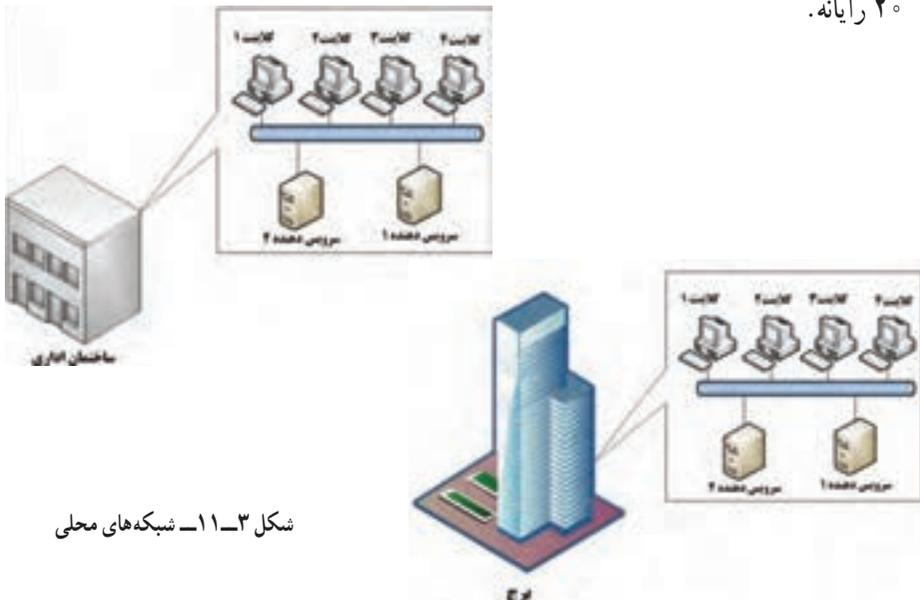 ۲۰ رایانه.
کلاینت ۱ کلاینت ۲ کلاینت ۳ کلاینت ۴
سرویس دهنده ۲ سرویس دهنده ۱
ساختمان اداری
کلاینت ۱ کلاینت ۲ کلاینت ۳ کلاینت ۴
سرویس دهنده ۲ سرویس دهنده ۱
برج
شکل ۳ــ۱۱ــ شبکه‌های محلی